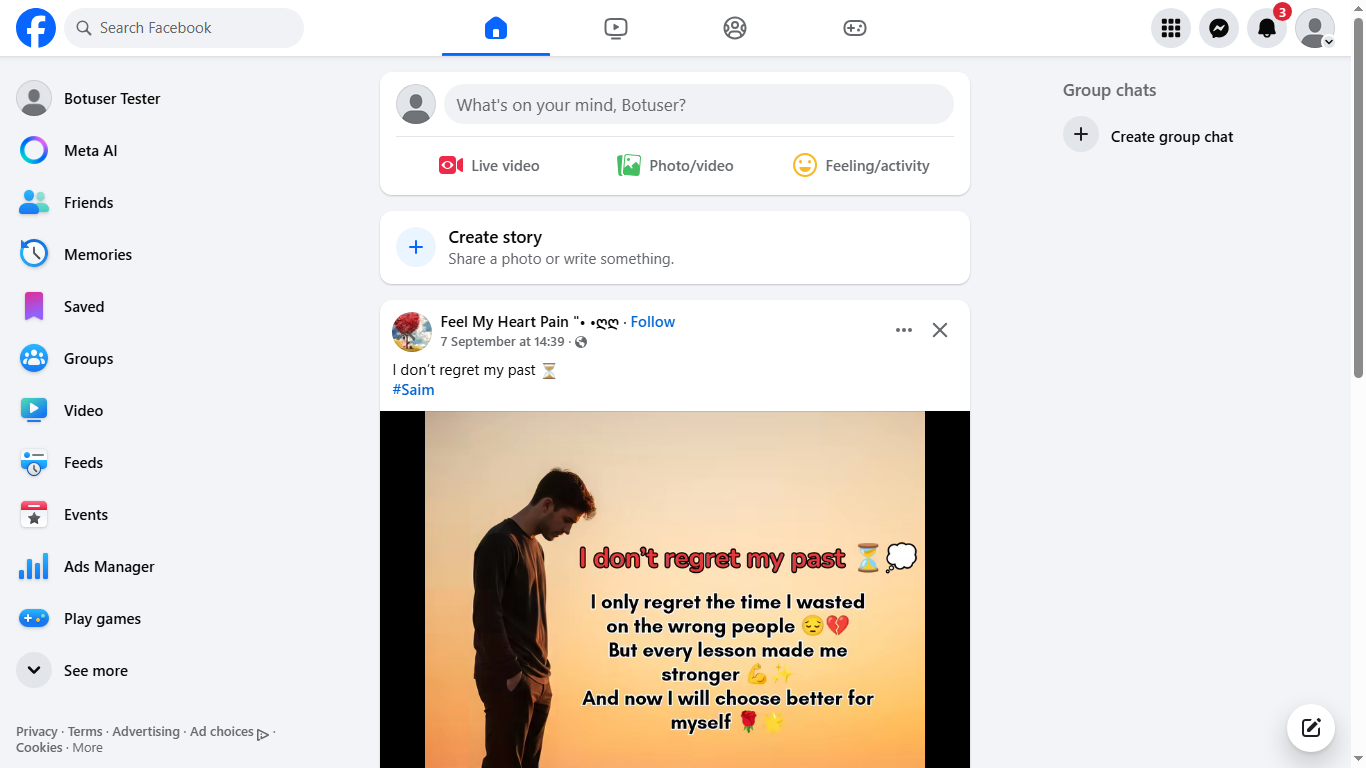 Search Facebook
3
Botuser Tester
Meta AI
Friends
Memories
Saved
Groups
Video
Feeds
Events
Ads Manager
Play games
See more
Privacy · Terms · Advertising · Ad choices ·
Cookies · More
What's on your mind, Botuser?
Live video
Photo/video
Feeling/activity
Create story
Share a photo or write something.
Feel My Heart Pain "• •ღღ · Follow
7 September at 14:39 ·
I don't regret my past ⏳
#Saim
I don't regret my past ⏳💭
I only regret the time I wasted
on the wrong people 😔💔
But every lesson made me
stronger 💪✨
And now I will choose better for
myself 🌹🌟
Group chats
Create group chat